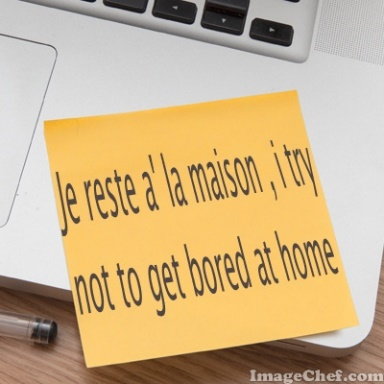 Je reste a' la maison , i try
not to get bored at home
ImageChef.com